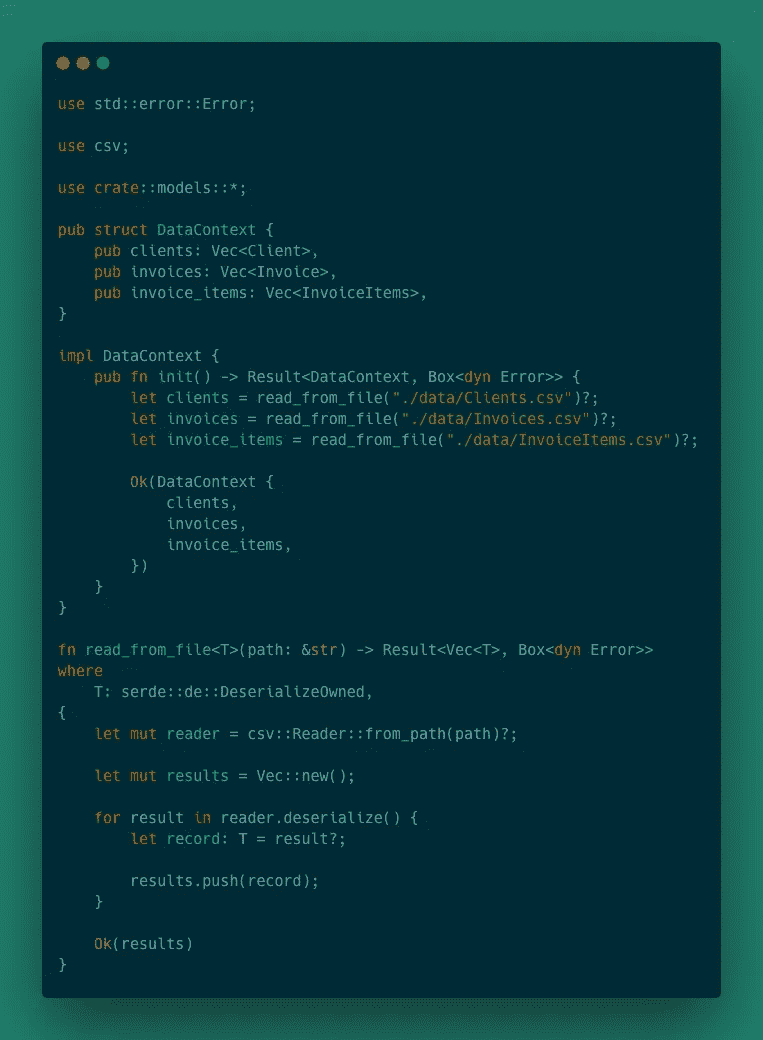 use std::error::Error;
use csv;
use crate::models::*;
pub struct DataContext {
    pub clients: Vec<Client>,
    pub invoices: Vec<Invoice>,
    pub invoice_items: Vec<InvoiceItems>,
}
impl DataContext {
    pub fn init() -> Result<DataContext, Box<dyn Error>> {
        let clients = read_from_file("./data/Clients.csv")?;
        let invoices = read_from_file("./data/Invoices.csv")?;
        let invoice_items = read_from_file("./data/InvoiceItems.csv")?;
        Ok(DataContext {
            clients,
            invoices,
            invoice_items,
        })
    }
}
fn read_from_file<T>(path: &str) -> Result<Vec<T>, Box<dyn Error>>
where
    T: serde::de::DeserializeOwned,
{
    let mut reader = csv::Reader::from_path(path)?;
    let mut results = Vec::new();
    for result in reader.deserialize() {
        let record: T = result?;
        results.push(record);
    }
    Ok(results)
}